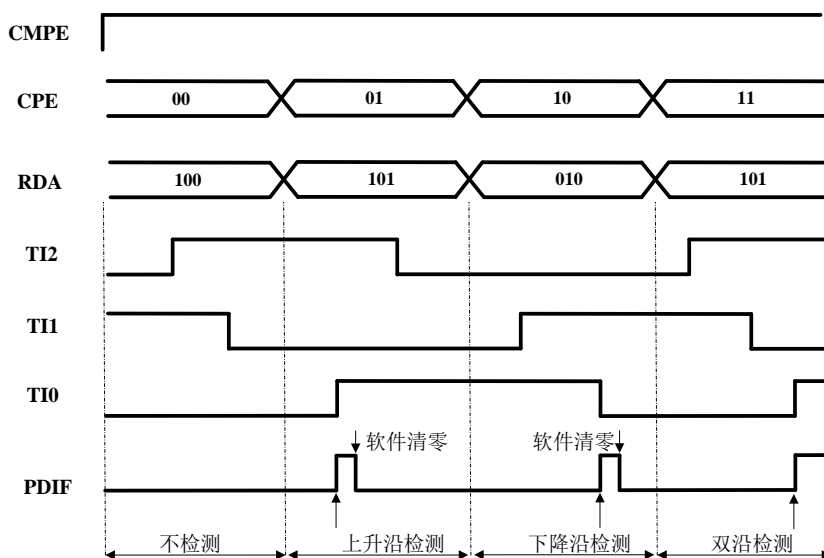 CMPE
CPE 00 01 10 11
RDA 100 101 010 101
TI2
TI1
TI0
软件清零 软件清零
PDIF
不检测 上升沿检测 下降沿检测 双沿检测